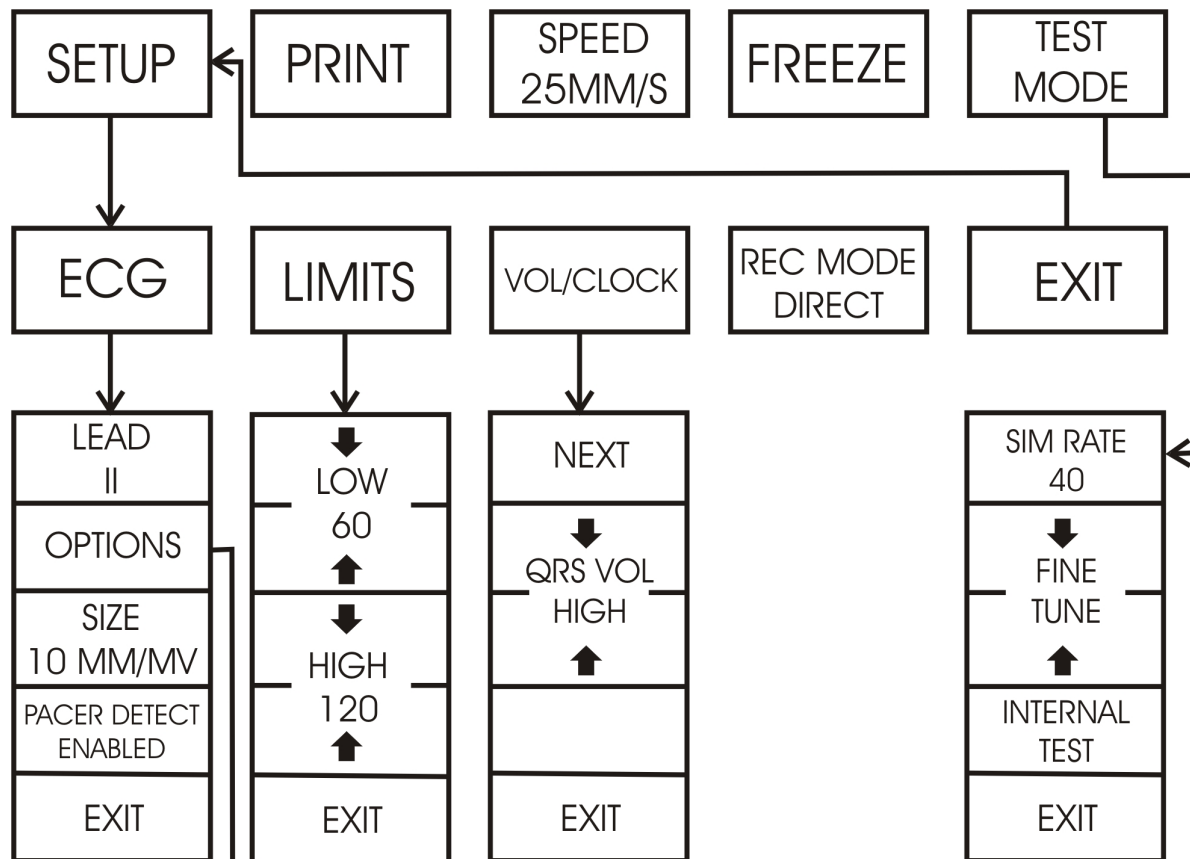 SETUP
PRINT
SPEED
25MM/S
FREEZE
TEST
MODE
ECG
LIMITS
VOL/CLOCK
REC MODE
DIRECT
EXIT
LEAD
II
OPTIONS
SIZE
10 MM/MV
PACER DETECT
ENABLED
EXIT
LOW
60
HIGH
120
EXIT
NEXT
QRS VOL
HIGH
EXIT
SIM RATE
40
FINE
TUNE
INTERNAL
TEST
EXIT